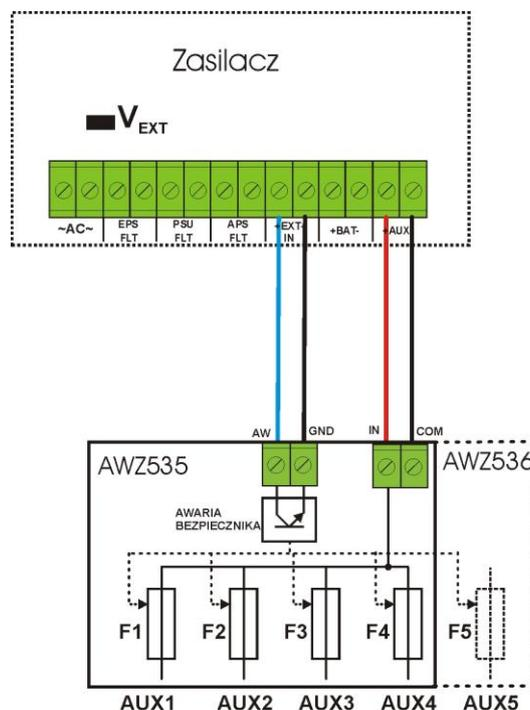 Zasilacz
VEXT
~AC~ EPS FLT PSU FLT APS FLT +EXT- IN +BAT- +AUX
AW GND IN COM
AWZ535 AWZ536
AWARIA
BEZPIECZNIKA
F1 F2 F3 F4 F5
AUX1 AUX2 AUX3 AUX4 AUX5